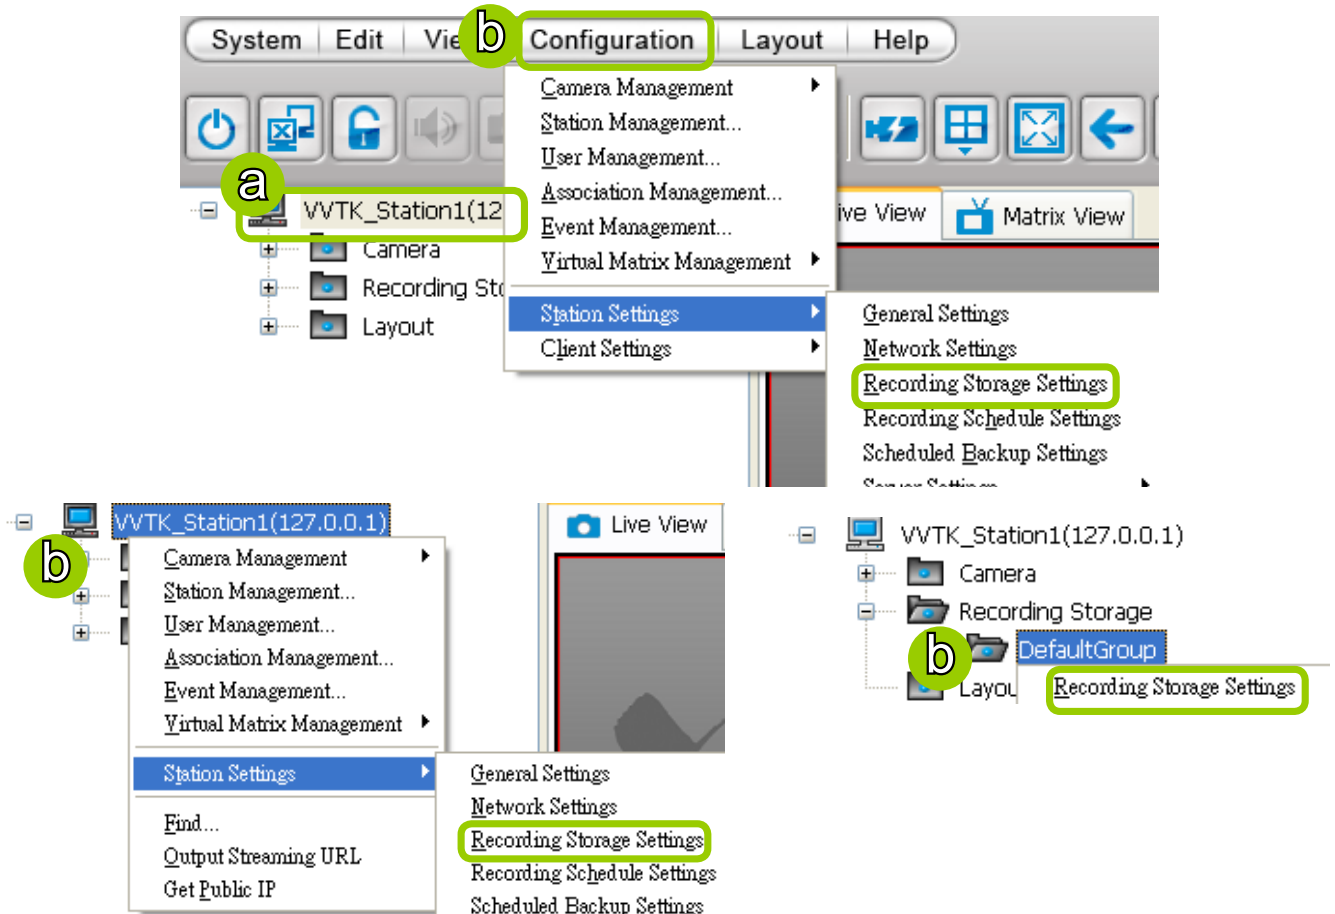 System Edit Vie b Configuration Layout Help
Camera Management
Station Management...
User Management...
Association Management...
Event Management...
Virtual Matrix Management
Station Settings
Client Settings
General Settings
Network Settings
Recording Storage Settings
Recording Schedule Settings
Scheduled Backup Settings
Server Settings
a
VVTK_Station1(12
Camera
Recording Sto
Layout
ive View
Matrix View
VVTK_Station1(127.0.0.1)
b
Camera Management
Station Management...
User Management...
Association Management...
Event Management...
Virtual Matrix Management
Station Settings
Find...
Output Streaming URL
Get Public IP
General Settings
Network Settings
Recording Storage Settings
Recording Schedule Settings
Scheduled Backup Settings
Live View
VVTK_Station1(127.0.0.1)
Camera
Recording Storage
b DefaultGroup
Layou
Recording Storage Settings